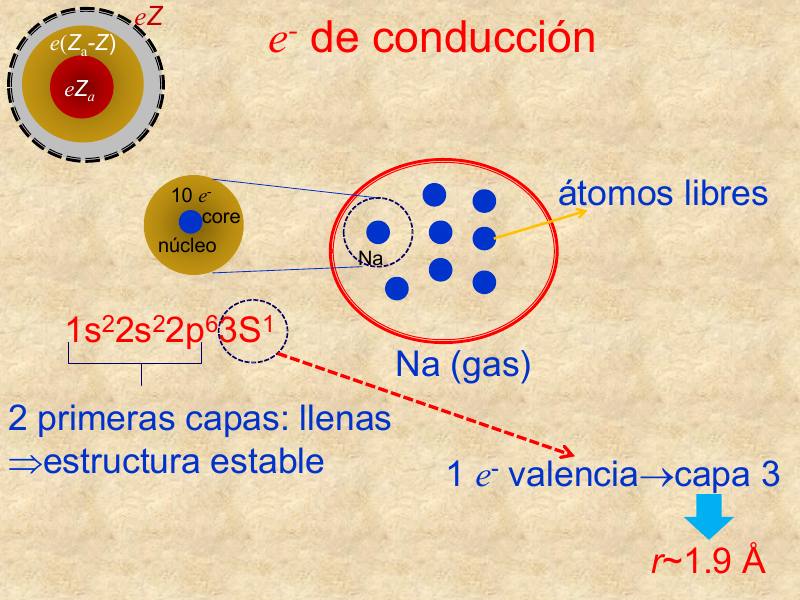 eZ
e⁻ de conducción
e(Zₐ-Z)
eZₐ
átomos libres
10 e⁻
core
núcleo
Na
1s²2s²2p⁶3S¹
Na (gas)
2 primeras capas: llenas
⇒estructura estable
1 e⁻ valencia→capa 3
r~1.9 Å